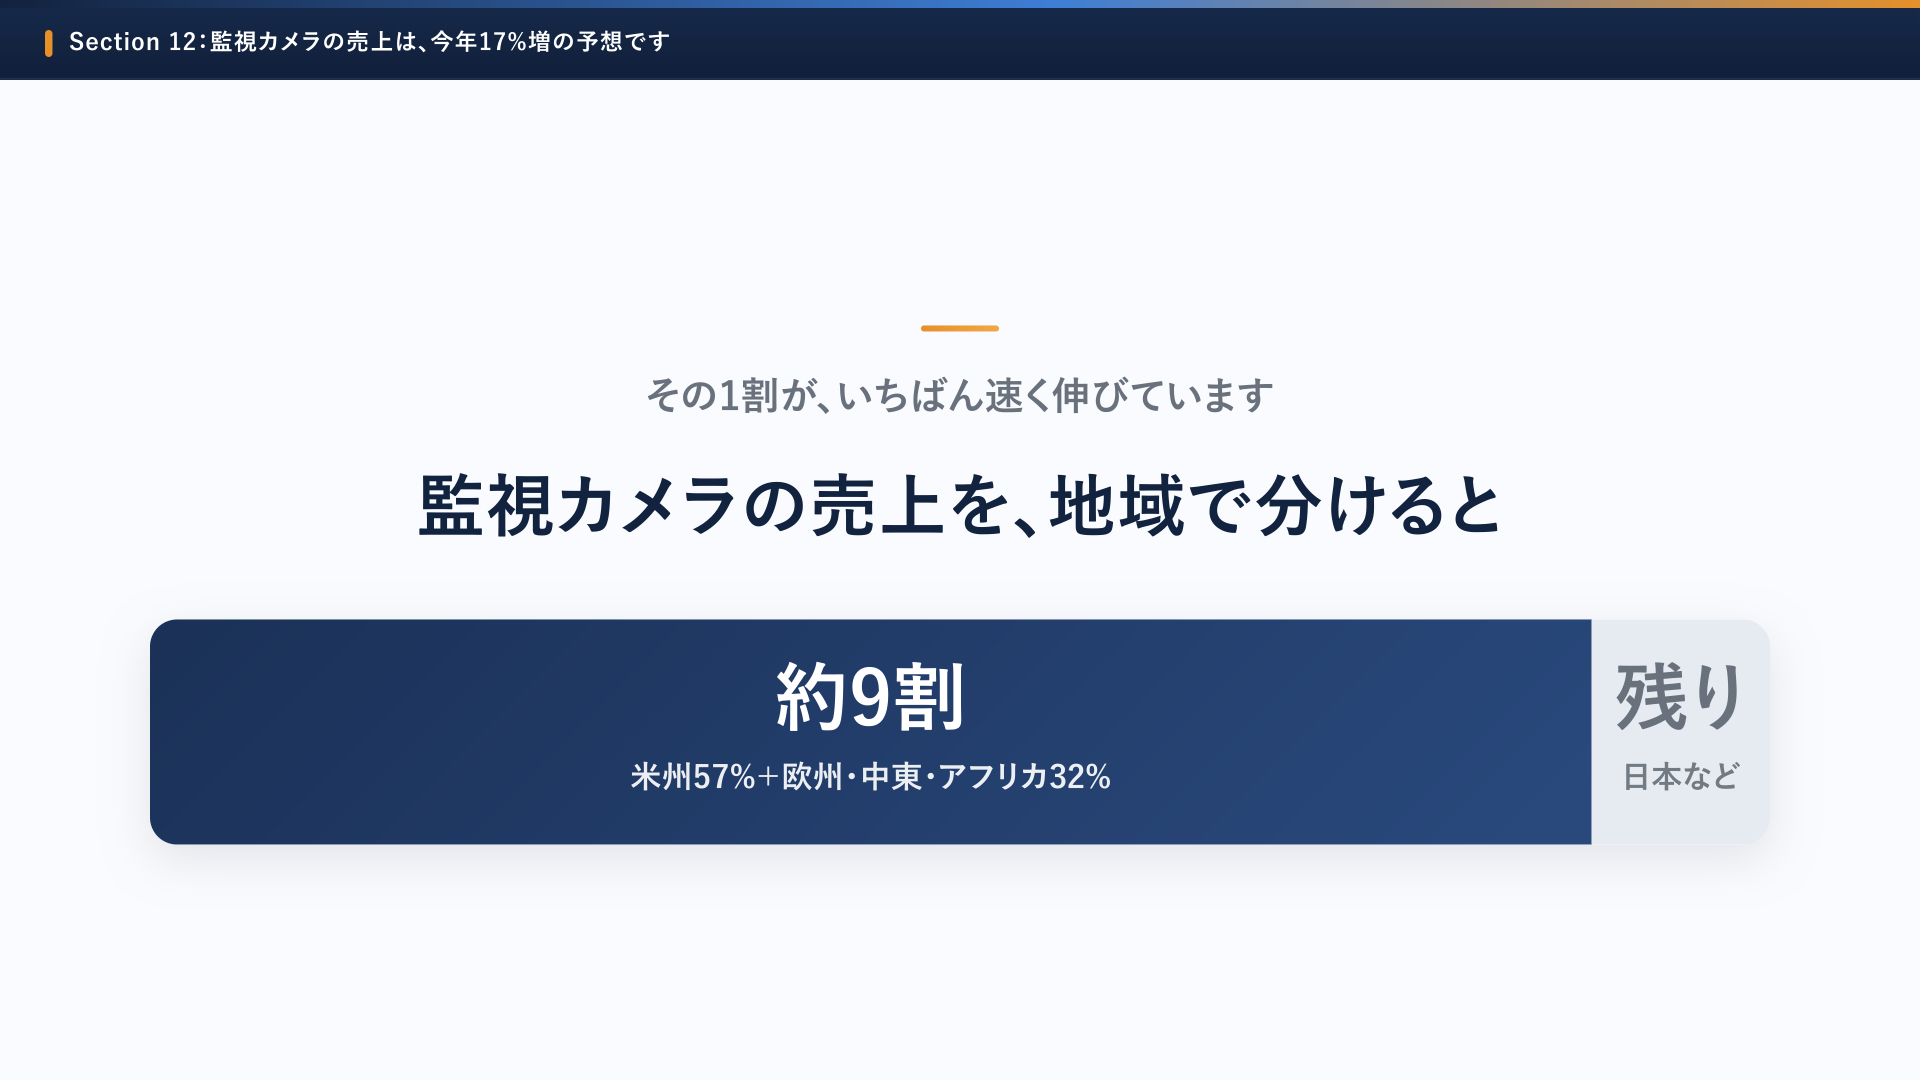 Section 12：監視カメラの売上は、今年17%増の予想です
その1割が、いちばん速く伸びています
監視カメラの売上を、地域で分けると
約9割
米州57%＋欧州・中東・アフリカ32%
残り
日本など